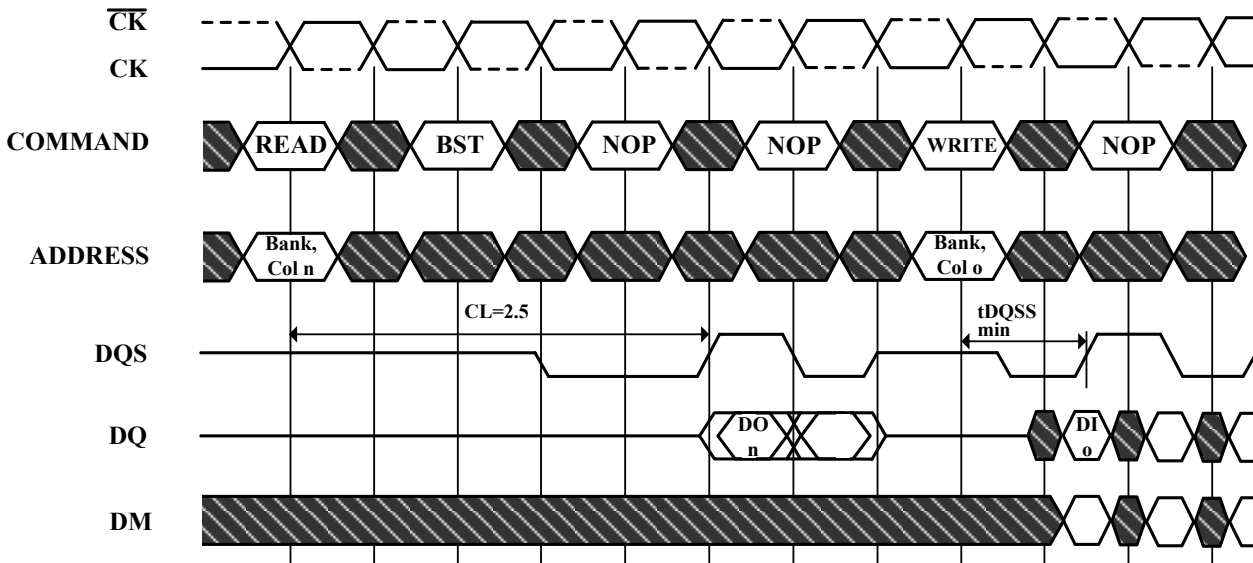 CK
CK
COMMAND
READ
BST
NOP
NOP
WRITE
NOP
ADDRESS
Bank,
Col n
Bank,
Col o
CL=2.5
tDQSS
min
DQS
DQ
DO
n
DI
o
DM